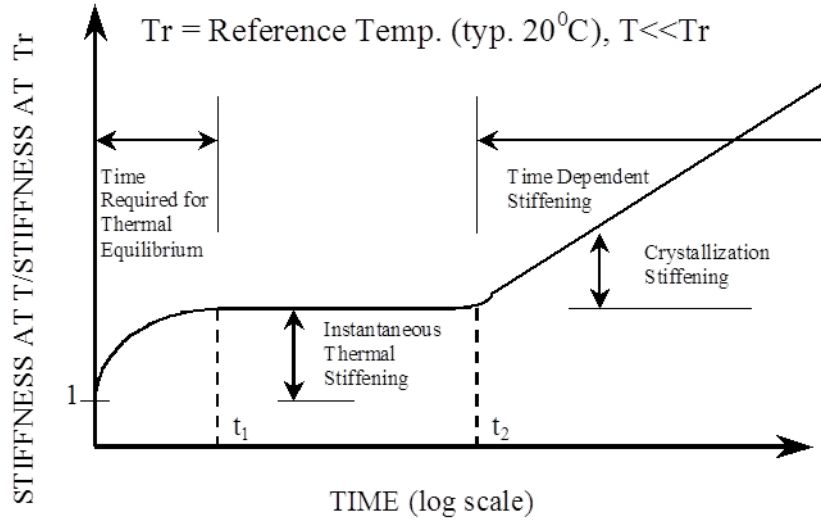 Tr = Reference Temp. (typ. 20⁰C), T<<Tr
STIFFNESS AT T/STIFFNESS AT Tr
Time
Required for
Thermal
Equilibrium
Time Dependent
Stiffening
Crystallization
Stiffening
Instantaneous
Thermal
Stiffening
1
t₁
t₂
TIME (log scale)